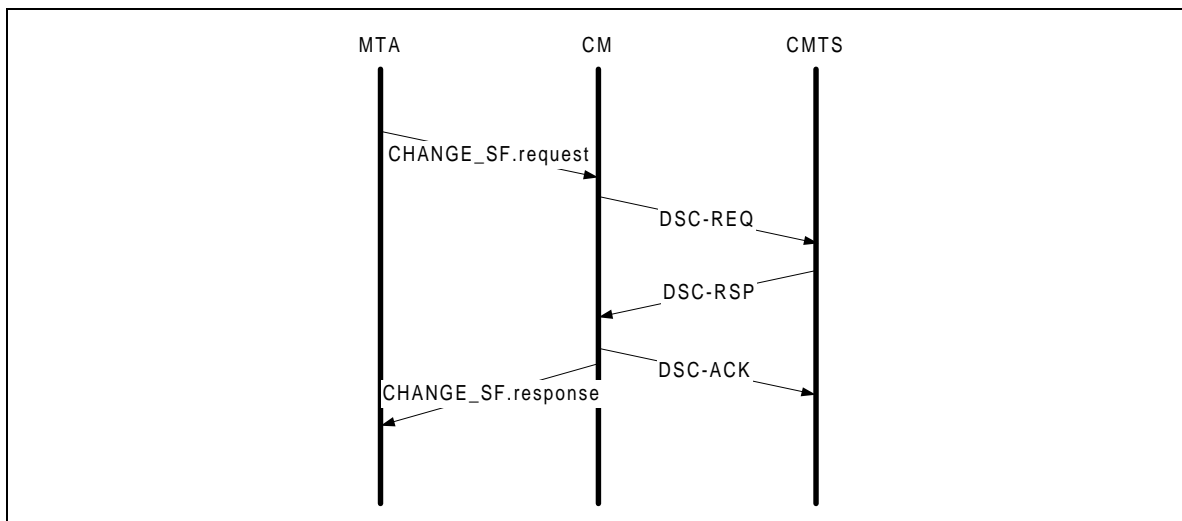 MTA CM CMTS
CHANGE_SF.request
DSC-REQ
DSC-RSP
DSC-ACK
CHANGE_SF.response